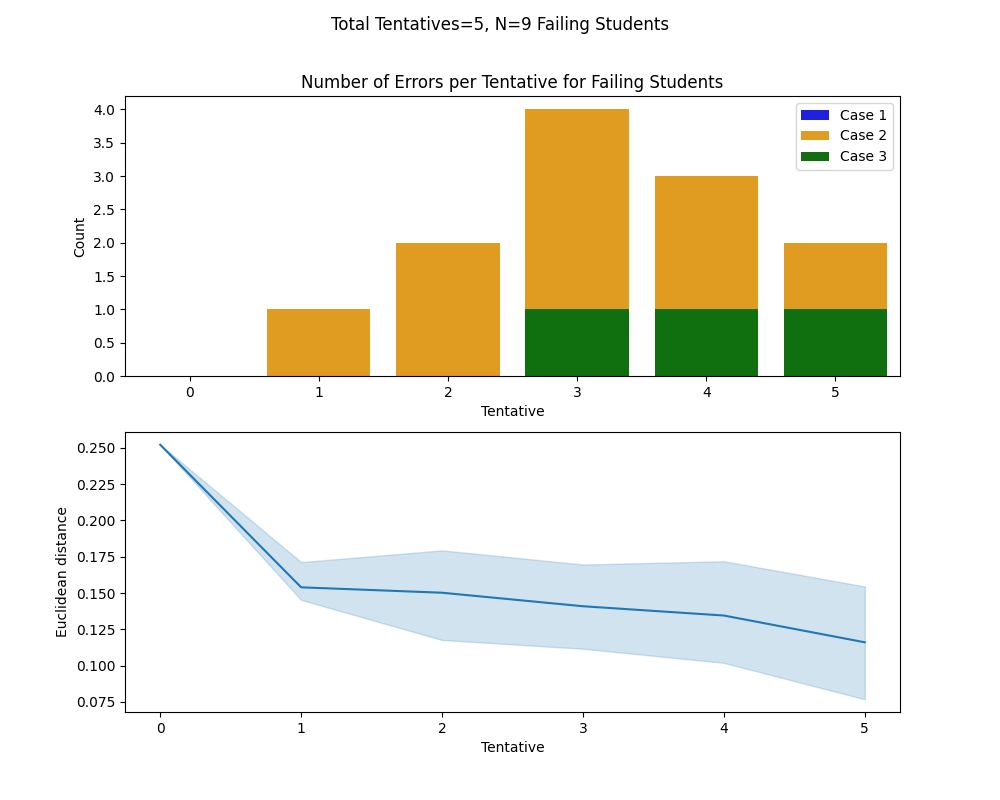 Total Tentatives=5, N=9 Failing Students
Number of Errors per Tentative for Failing Students
4.0
3.5
3.0
2.5
2.0
1.5
1.0
0.5
0.0
Count
Case 1
Case 2
Case 3
0 1 2 3 4 5
Tentative
0.250
0.225
0.200
0.175
0.150
0.125
0.100
0.075
Euclidean distance
0 1 2 3 4 5
Tentative